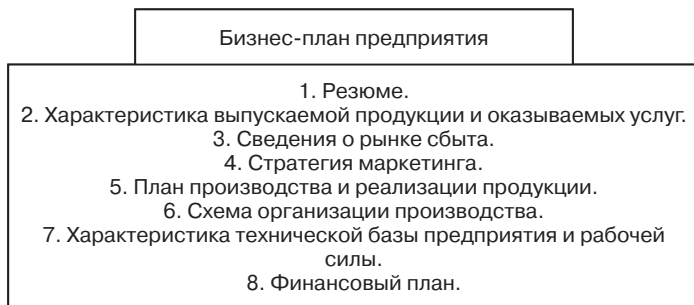 Бизнес-план предприятия
1. Резюме.
2. Характеристика выпускаемой продукции и оказываемых услуг.
3. Сведения о рынке сбыта.
4. Стратегия маркетинга.
5. План производства и реализации продукции.
6. Схема организации производства.
7. Характеристика технической базы предприятия и рабочей
силы.
8. Финансовый план.